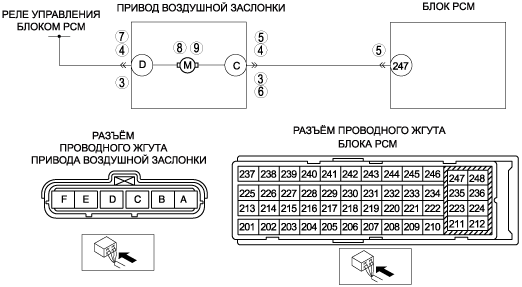 РЕЛЕ УПРАВЛЕНИЯ
БЛОКОМ PCM
ПРИВОД ВОЗДУШНОЙ ЗАСЛОНКИ
БЛОК PCM
7
4
3
D
8
9
M
C
5
4
3
6
5
247
РАЗЪЁМ
ПРОВОДНОГО ЖГУТА
ПРИВОДА ВОЗДУШНОЙ ЗАСЛОНКИ
F E D C B A
РАЗЪЁМ ПРОВОДНОГО ЖГУТА
БЛОКА PCM
237 238 239 240 241 242 243 244 245 246 247 248
225 226 227 228 229 230 231 232 233 234 235 236
213 214 215 216 217 218 219 220 221 222 223 224
201 202 203 204 205 206 207 208 209 210 211 212